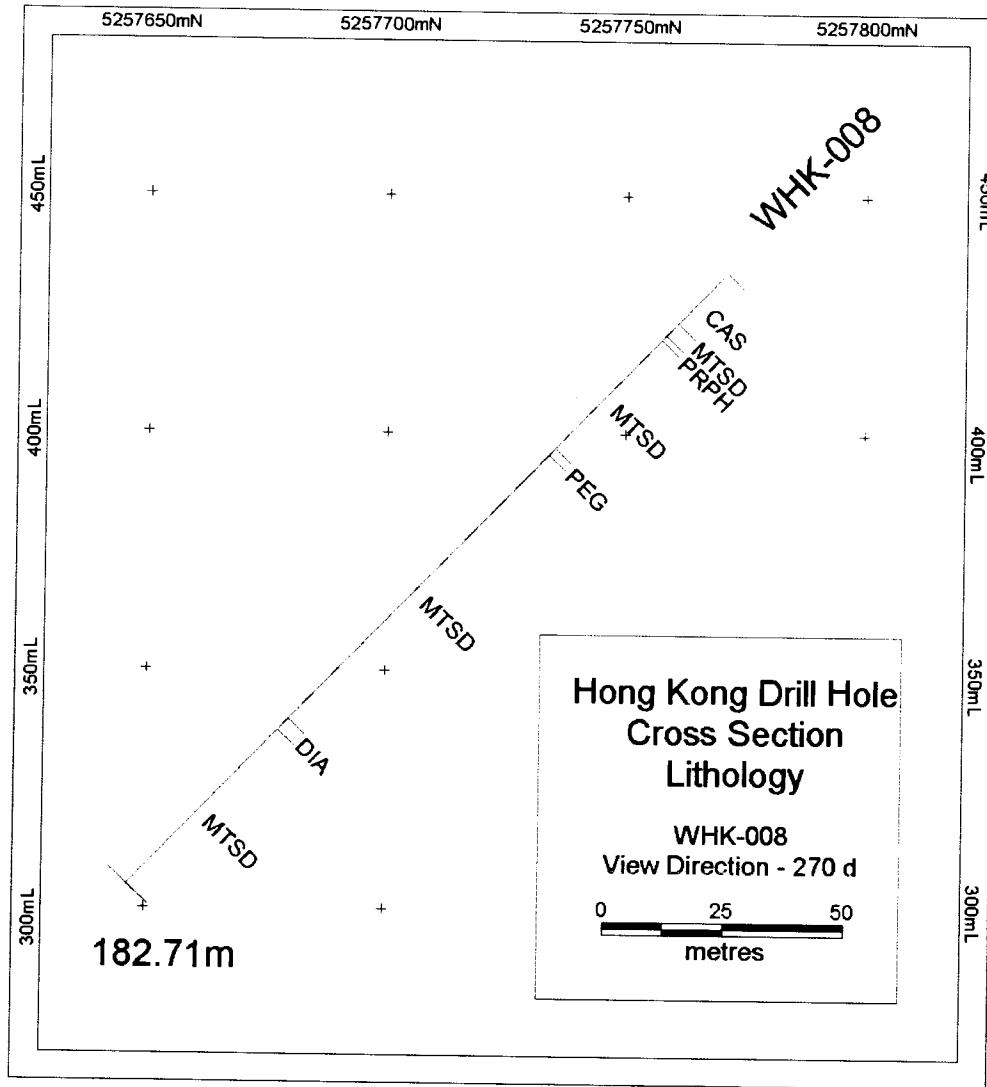 5257650mN 5257700mN 5257750mN 5257800mN
WHK-008
450mL 450mL
CAS
MTSD
PRPH
MTSD
400mL 400mL
PEG
MTSD
350mL 350mL
DIA
MTSD
300mL 300mL
182.71m
Hong Kong Drill Hole
Cross Section
Lithology
WHK-008
View Direction - 270 d
0 25 50
metres